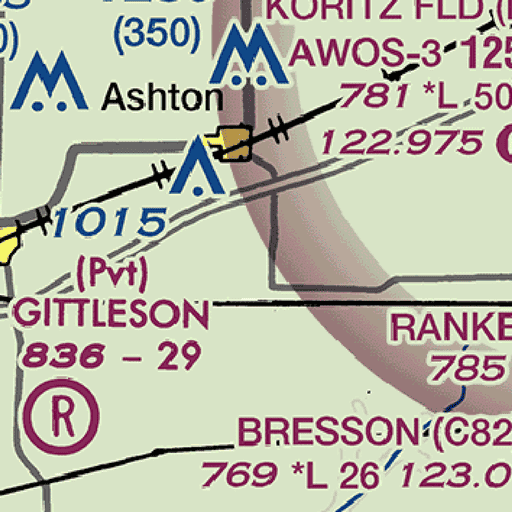 (350)
KORITZ FLD
AWOS-3 125
Ashton
781 *L 50
122.975 C
1015
(Pvt)
GITTLESON
836 - 29
R
RANKE
785
BRESSON (C82
769 *L 26 123.0